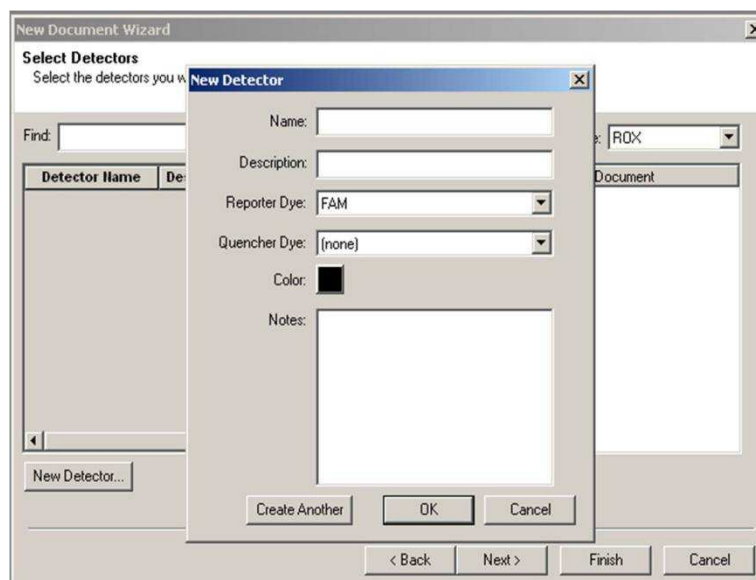 New Document Wizard
Select Detectors
Select the detectors you w
New Detector
Find:
e: ROX
Detector Name
De
Document
Name:
Description:
Reporter Dye: FAM
Quencher Dye: (none)
Color:
Notes:
New Detector...
Create Another OK Cancel
< Back Next > Finish Cancel